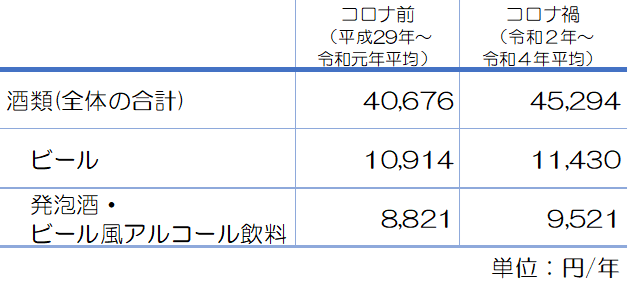 コロナ前
（平成29年～
令和元年平均）
コロナ禍
（令和２年～
令和４年平均）
酒類(全体の合計) 40,676 45,294
ビール 10,914 11,430
発泡酒・
ビール風アルコール飲料 8,821 9,521
単位：円/年